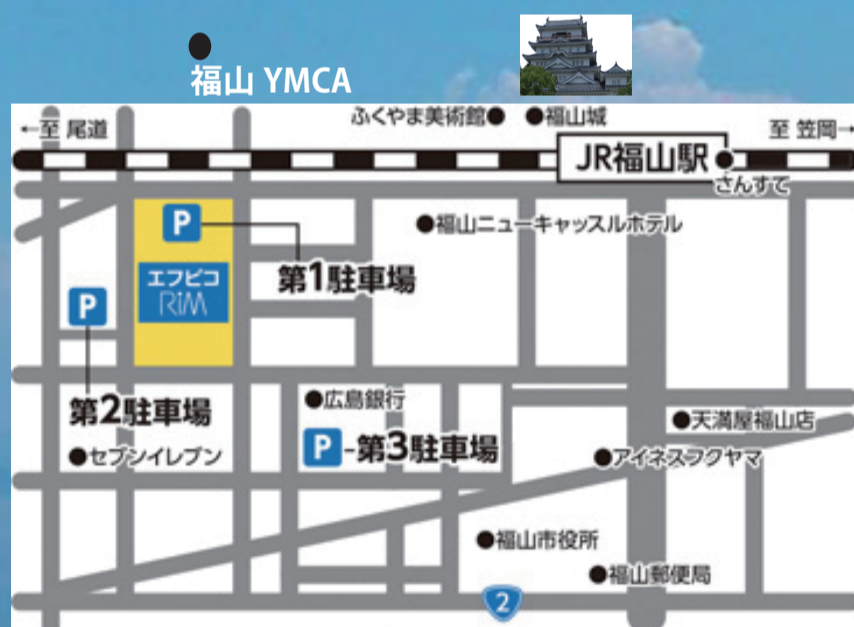 福山 YMCA
←至 尾道
ふくやま美術館●
●福山城
至 笠岡→
JR福山駅●
さんすて
P
●福山ニューキャッスルホテル
エフピコ
RiM
第1駐車場
P
第2駐車場
●広島銀行
●天満屋福山店
●セブンイレブン
P-第3駐車場
●アイネスフクヤマ
●福山市役所
●福山郵便局
2